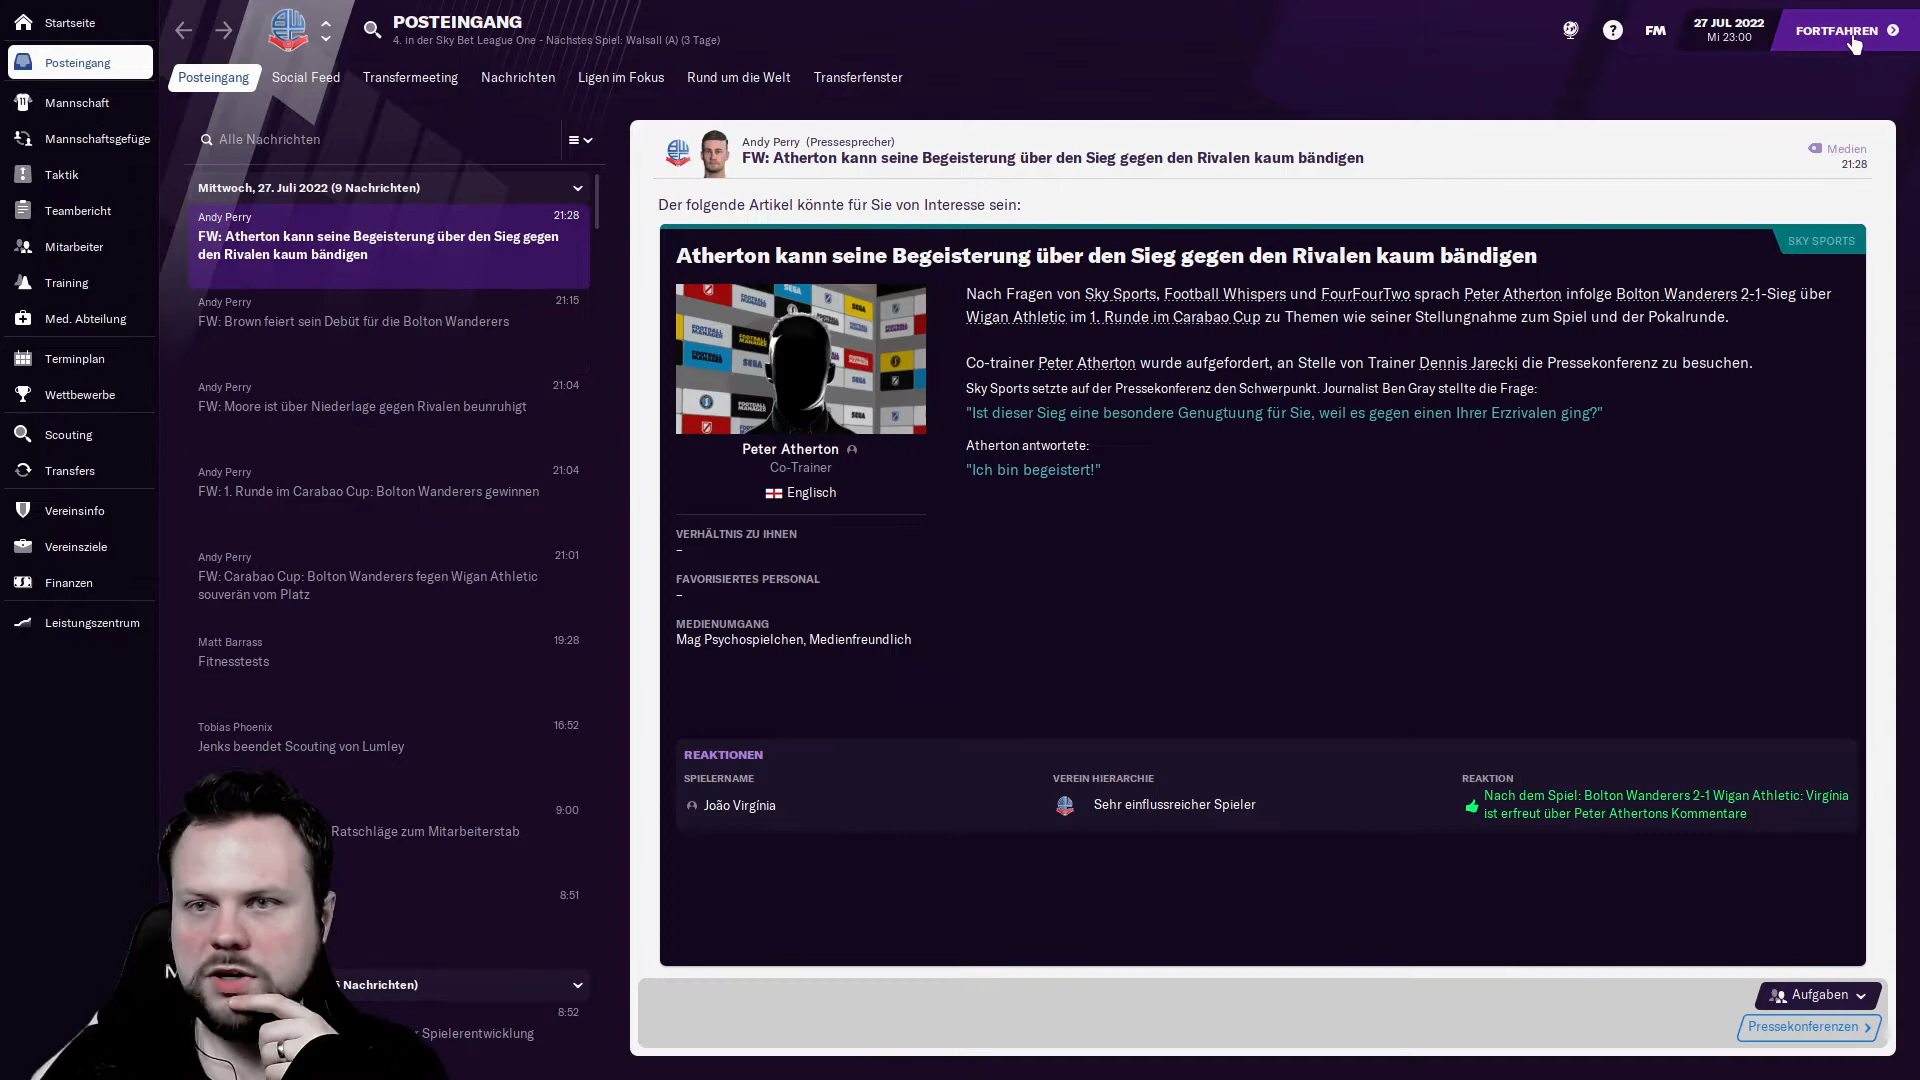 Startseite
Posteingang
Mannschaft
Mannschaftsgefüge
Taktik
Teambericht
Mitarbeiter
Training
Med. Abteilung
Terminplan
Wettbewerbe
Scouting
Transfers
Vereinsinfo
Vereinsziele
Finanzen
Leistungszentrum
POSTEINGANG
4. in der Sky Bet League One - Nächstes Spiel: Walsall (A) (3 Tage)
FM
27 JUL 2022
Mi 23:00
FORTFAHREN
Posteingang Social Feed Transfermeeting Nachrichten Ligen im Fokus Rund um die Welt Transferfenster
Alle Nachrichten
Mittwoch, 27. Juli 2022 (9 Nachrichten)
Andy Perry 21:28
FW: Atherton kann seine Begeisterung über den Sieg gegen
den Rivalen kaum bändigen
Andy Perry 21:15
FW: Brown feiert sein Debüt für die Bolton Wanderers
Andy Perry 21:04
FW: Moore ist über Niederlage gegen Rivalen beunruhigt
Andy Perry 21:04
FW: 1. Runde im Carabao Cup: Bolton Wanderers gewinnen
Andy Perry 21:01
FW: Carabao Cup: Bolton Wanderers fegen Wigan Athletic
souverän vom Platz
Matt Barrass 19:28
Fitnesstests
Tobias Phoenix 16:52
Jenks beendet Scouting von Lumley
9:00
Ratschläge zum Mitarbeiterstab
8:51
Nachrichten)
8:52
Spielerentwicklung
Andy Perry (Pressesprecher)
FW: Atherton kann seine Begeisterung über den Sieg gegen den Rivalen kaum bändigen
Medien
21:28
Der folgende Artikel könnte für Sie von Interesse sein:
SKY SPORTS
Atherton kann seine Begeisterung über den Sieg gegen den Rivalen kaum bändigen
Nach Fragen von Sky Sports, Football Whispers und FourFourTwo sprach Peter Atherton infolge Bolton Wanderers 2-1-Sieg über
Wigan Athletic im 1. Runde im Carabao Cup zu Themen wie seiner Stellungnahme zum Spiel und der Pokalrunde.
Co-trainer Peter Atherton wurde aufgefordert, an Stelle von Trainer Dennis Jarecki die Pressekonferenz zu besuchen.
Sky Sports setzte auf der Pressekonferenz den Schwerpunkt. Journalist Ben Gray stellte die Frage:
"Ist dieser Sieg eine besondere Genugtuung für Sie, weil es gegen einen Ihrer Erzrivalen ging?"
Atherton antwortete:
"Ich bin begeistert!"
Peter Atherton
Co-Trainer
Englisch
VERHÄLTNIS ZU IHNEN
–
FAVORISIERTES PERSONAL
–
MEDIENUMGANG
Mag Psychospielchen, Medienfreundlich
REAKTIONEN
SPIELERNAME VEREIN HIERARCHIE REAKTION
João Virgínia Sehr einflussreicher Spieler
Nach dem Spiel: Bolton Wanderers 2-1 Wigan Athletic: Virgínia
ist erfreut über Peter Athertons Kommentare
Aufgaben
Pressekonferenzen